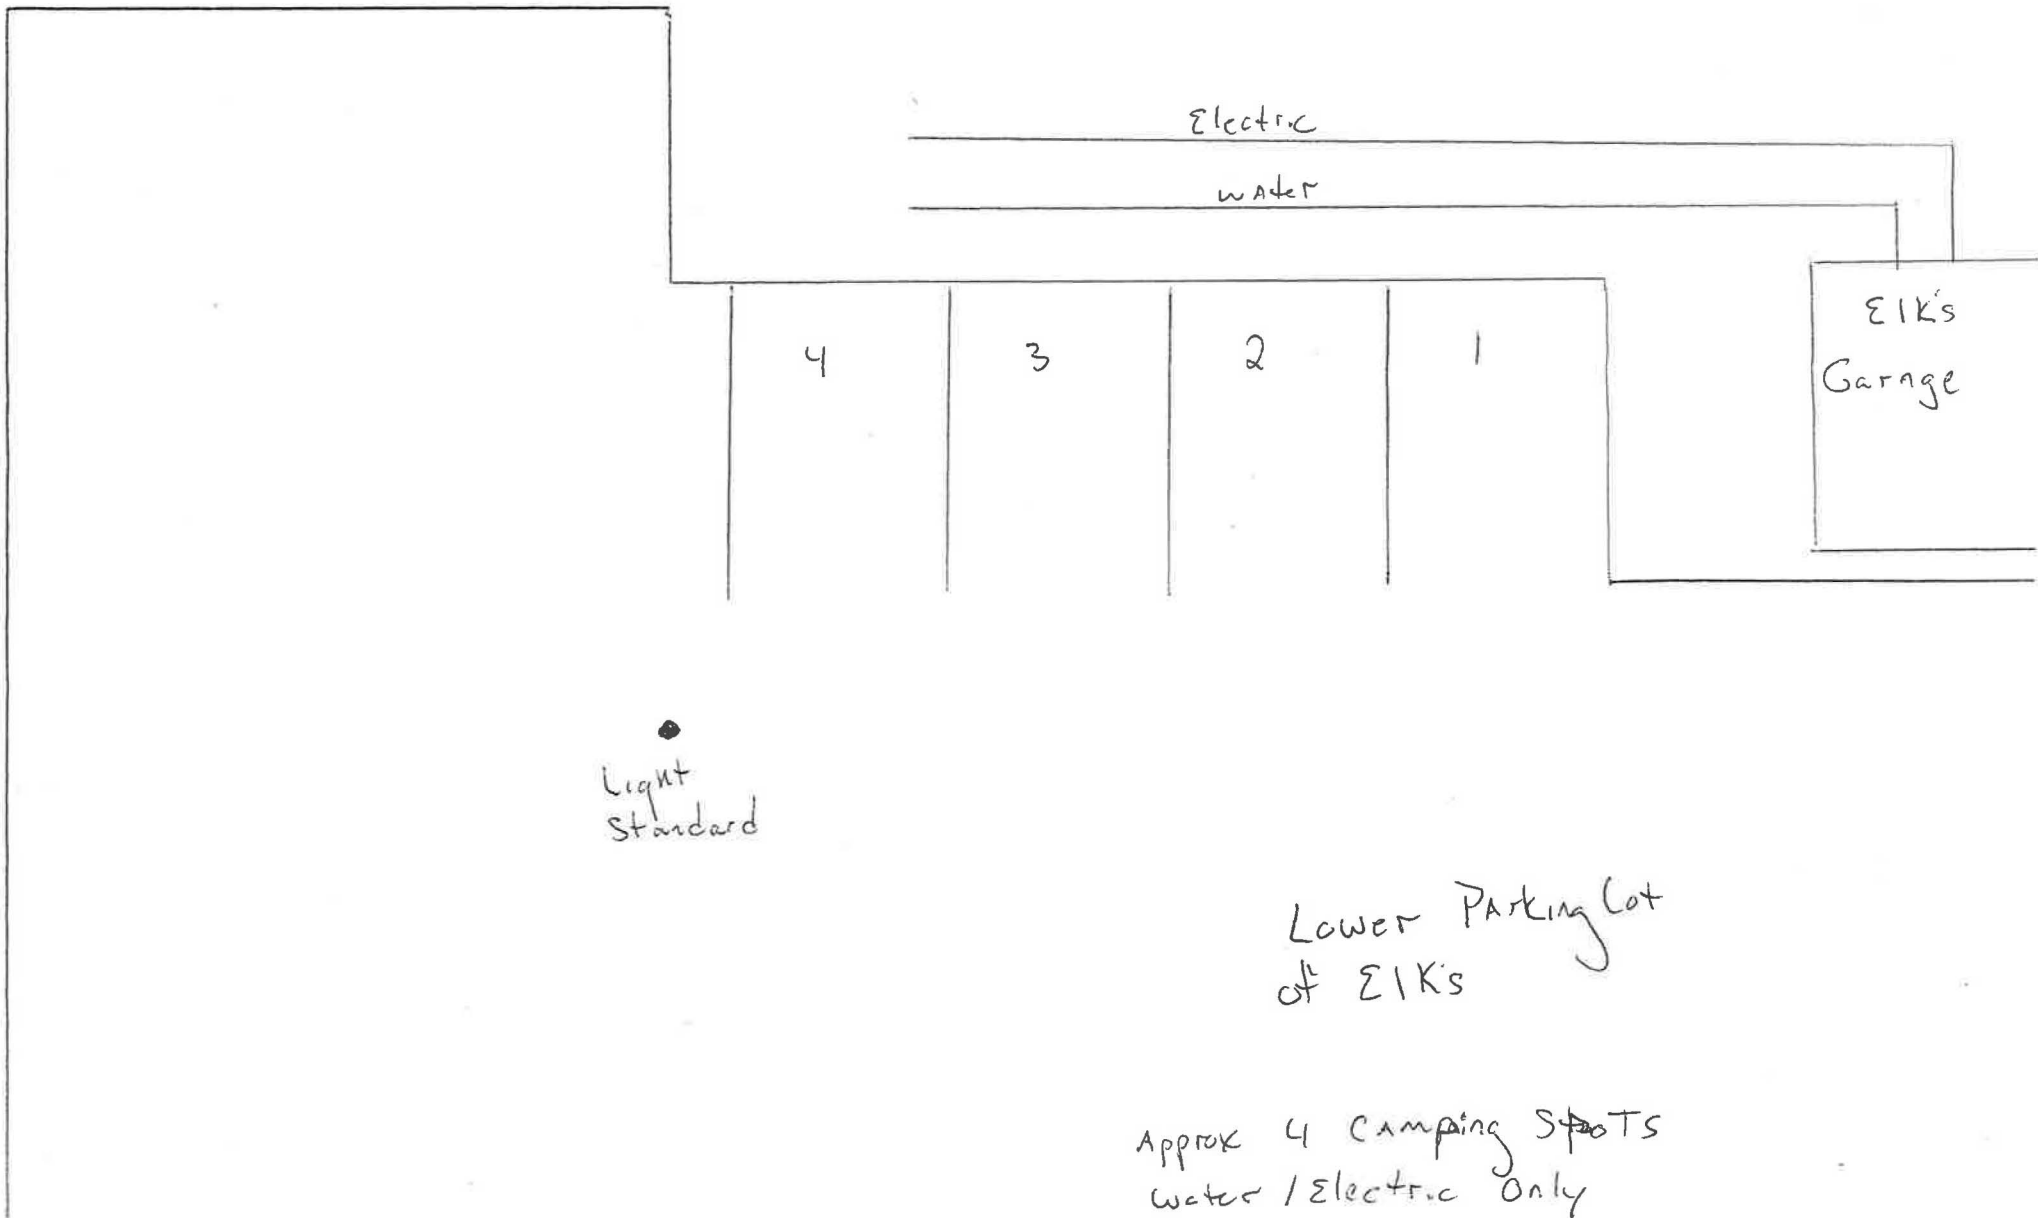 Electric
water
Elk's
Garage
4 3 2 1
Light
Standard
Lower Parking Lot
of Elk's
Approx 4 Camping Spots
water / Electric Only